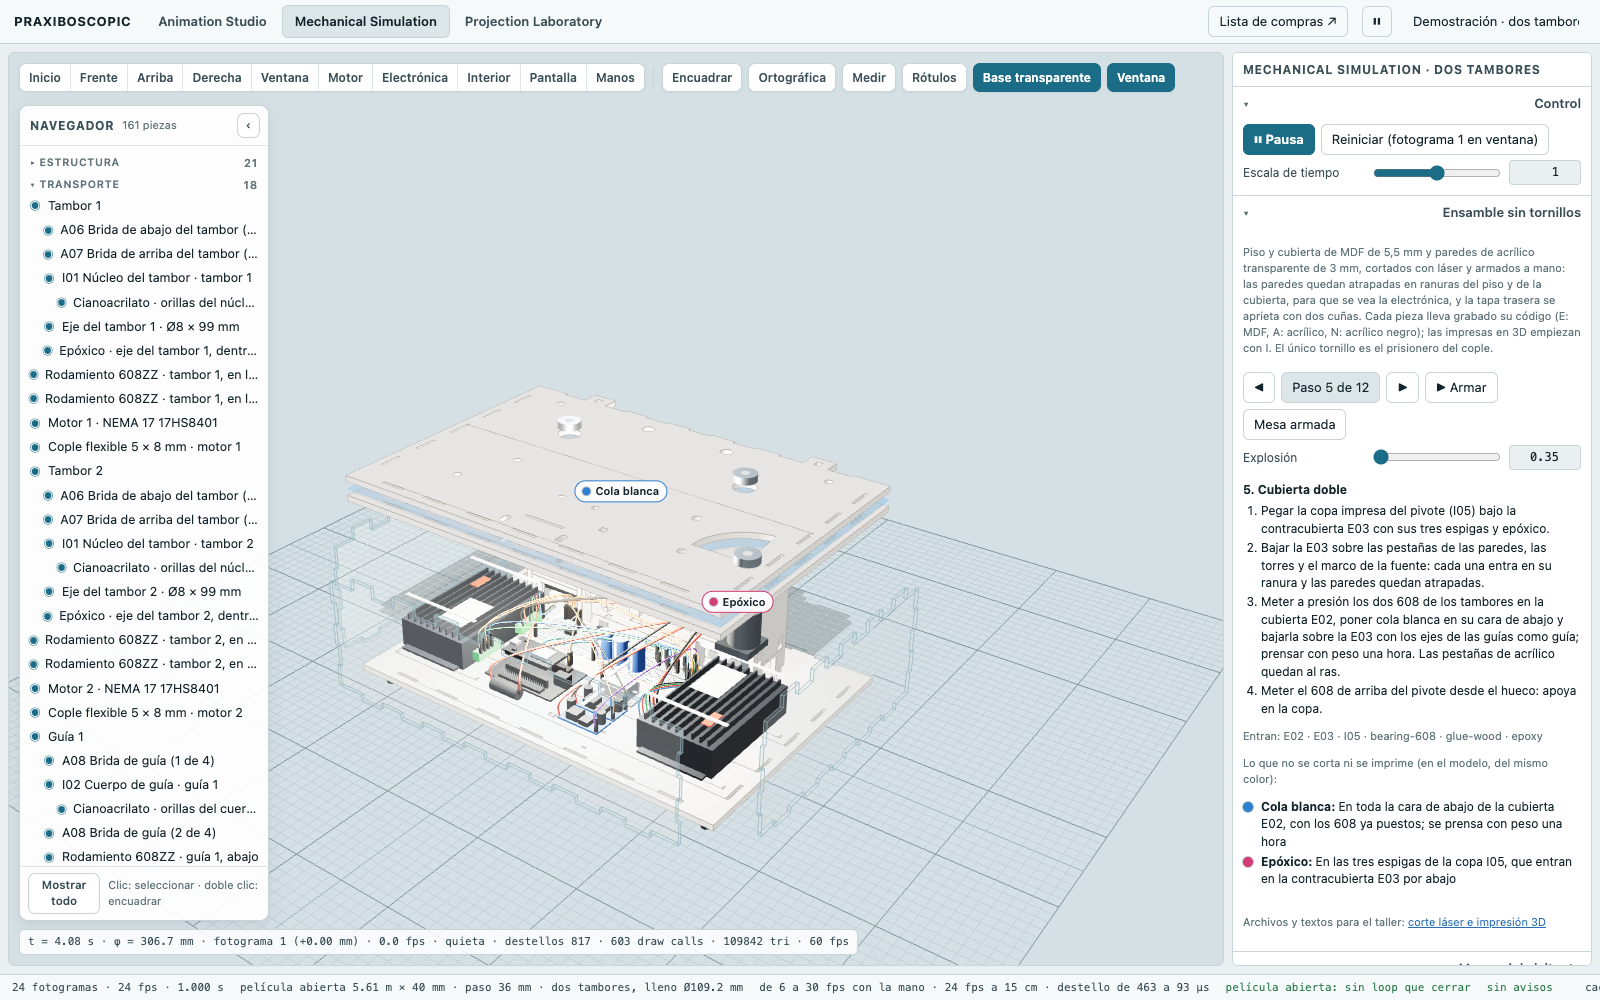 PRAXIBOSCOPIC Animation Studio Mechanical Simulation Projection Laboratory Lista de compras ↗ Demostración · dos tambor
Inicio Frente Arriba Derecha Ventana Motor Electrónica Interior Pantalla Manos Encuadrar Ortográfica Medir Rótulos Base transparente Ventana
NAVEGADOR 161 piezas
ESTRUCTURA 21
TRANSPORTE 18
Tambor 1
A06 Brida de abajo del tambor (...
A07 Brida de arriba del tambor (...
I01 Núcleo del tambor · tambor 1
Cianoacrilato · orillas del núcl...
Eje del tambor 1 · Ø8 × 99 mm
Epóxico · eje del tambor 1, dentr...
Rodamiento 608ZZ · tambor 1, en l...
Rodamiento 608ZZ · tambor 1, en l...
Motor 1 · NEMA 17 17HS8401
Cople flexible 5 × 8 mm · motor 1
Tambor 2
A06 Brida de abajo del tambor (...
A07 Brida de arriba del tambor (...
I01 Núcleo del tambor · tambor 2
Cianoacrilato · orillas del núcl...
Eje del tambor 2 · Ø8 × 99 mm
Epóxico · eje del tambor 2, dentr...
Rodamiento 608ZZ · tambor 2, en ...
Rodamiento 608ZZ · tambor 2, en ...
Motor 2 · NEMA 17 17HS8401
Cople flexible 5 × 8 mm · motor 2
Guía 1
A08 Brida de guía (1 de 4)
I02 Cuerpo de guía · guía 1
Cianoacrilato · orillas del cuer...
A08 Brida de guía (2 de 4)
Rodamiento 608ZZ · guía 1, abajo
Mostrar todo
Clic: seleccionar · doble clic:
encuadrar
Cola blanca
Epóxico
t = 4.08 s · φ = 306.7 mm · fotograma 1 (+0.00 mm) · 0.0 fps · quieta · destellos 817 · 603 draw calls · 109842 tri · 60 fps
MECHANICAL SIMULATION · DOS TAMBORES
Control
Pausa Reiniciar (fotograma 1 en ventana)
Escala de tiempo 1
Ensamble sin tornillos
Piso y cubierta de MDF de 5,5 mm y paredes de acrílico
transparente de 3 mm, cortados con láser y armados a mano:
las paredes quedan atrapadas en ranuras del piso y de la
cubierta, para que se vea la electrónica, y la tapa trasera se
aprieta con dos cuñas. Cada pieza lleva grabado su código (E:
MDF, A: acrílico, N: acrílico negro); las impresas en 3D empiezan
con I. El único tornillo es el prisionero del cople.
◀ Paso 5 de 12 ▶ ▶ Armar
Mesa armada
Explosión 0.35
5. Cubierta doble
1. Pegar la copa impresa del pivote (I05) bajo la
contracubierta E03 con sus tres espigas y epóxico.
2. Bajar la E03 sobre las pestañas de las paredes, las
torres y el marco de la fuente: cada una entra en su
ranura y las paredes quedan atrapadas.
3. Meter a presión los dos 608 de los tambores en la
cubierta E02, poner cola blanca en su cara de abajo y
bajarla sobre la E03 con los ejes de las guías como guía;
prensar con peso una hora. Las pestañas de acrílico
quedan al ras.
4. Meter el 608 de arriba del pivote desde el hueco: apoya
en la copa.
Entran: E02 · E03 · I05 · bearing-608 · glue-wood · epoxy
Lo que no se corta ni se imprime (en el modelo, del mismo
color):
Cola blanca: En toda la cara de abajo de la cubierta
E02, con los 608 ya puestos; se prensa con peso una
hora
Epóxico: En las tres espigas de la copa I05, que entran
en la contracubierta E03 por abajo
Archivos y textos para el taller: corte láser e impresión 3D
24 fotogramas · 24 fps · 1.000 s película abierta 5.61 m × 40 mm · paso 36 mm · dos tambores, lleno Ø109.2 mm de 6 a 30 fps con la mano · 24 fps a 15 cm · destello de 463 a 93 µs película abierta: sin loop que cerrar sin avisos